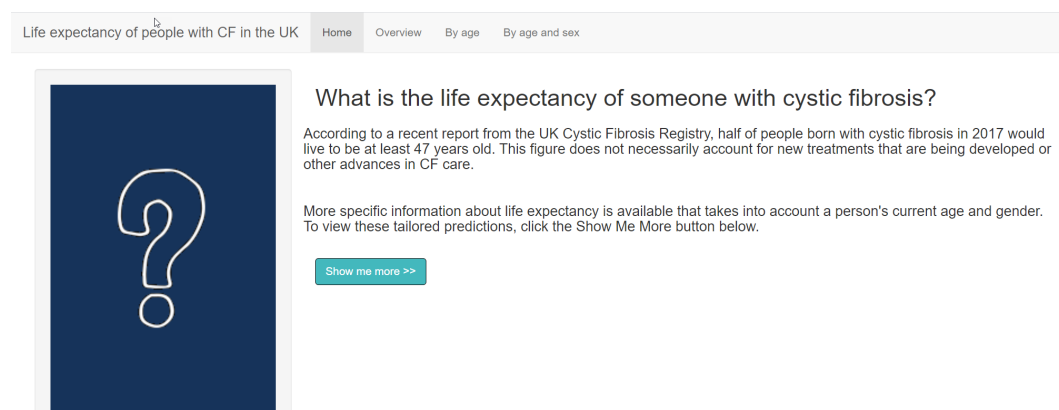 Life expectancy of people with CF in the UK Home Overview By age By age and sex
What is the life expectancy of someone with cystic fibrosis?
According to a recent report from the UK Cystic Fibrosis Registry, half of people born with cystic fibrosis in 2017 would
live to be at least 47 years old. This figure does not necessarily account for new treatments that are being developed or
other advances in CF care.
More specific information about life expectancy is available that takes into account a person's current age and gender.
To view these tailored predictions, click the Show Me More button below.
Show me more >>
?